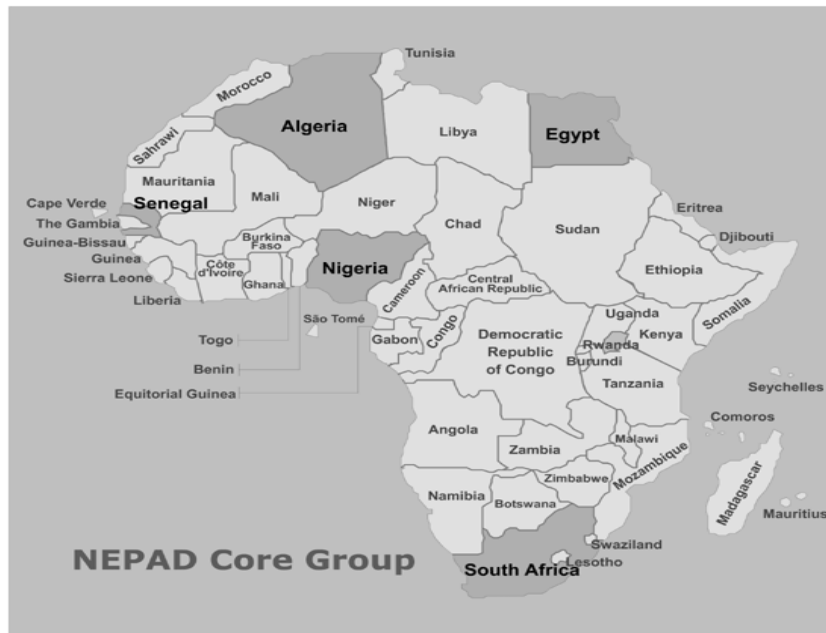 Tunisia
Morocco
Algeria
Libya
Egypt
Sahrawi
Mauritania
Mali
Niger
Chad
Sudan
Eritrea
Cape Verde
Senegal
The Gambia
Guinea-Bissau
Guinea
Sierra Leone
Liberia
Burkina
Faso
Côte
d'Ivoire
Ghana
Nigeria
Cameroon
Central
African Republic
Djibouti
Ethiopia
Somalia
Togo
Benin
Equitorial Guinea
São Tomé
Gabon
Congo
Democratic
Republic
of Congo
Uganda
Kenya
Rwanda
Burundi
Tanzania
Seychelles
Comoros
Angola
Zambia
Malawi
Mozambique
Zimbabwe
Madagascar
Mauritius
Namibia
Botswana
Swaziland
Lesotho
South Africa
NEPAD Core Group